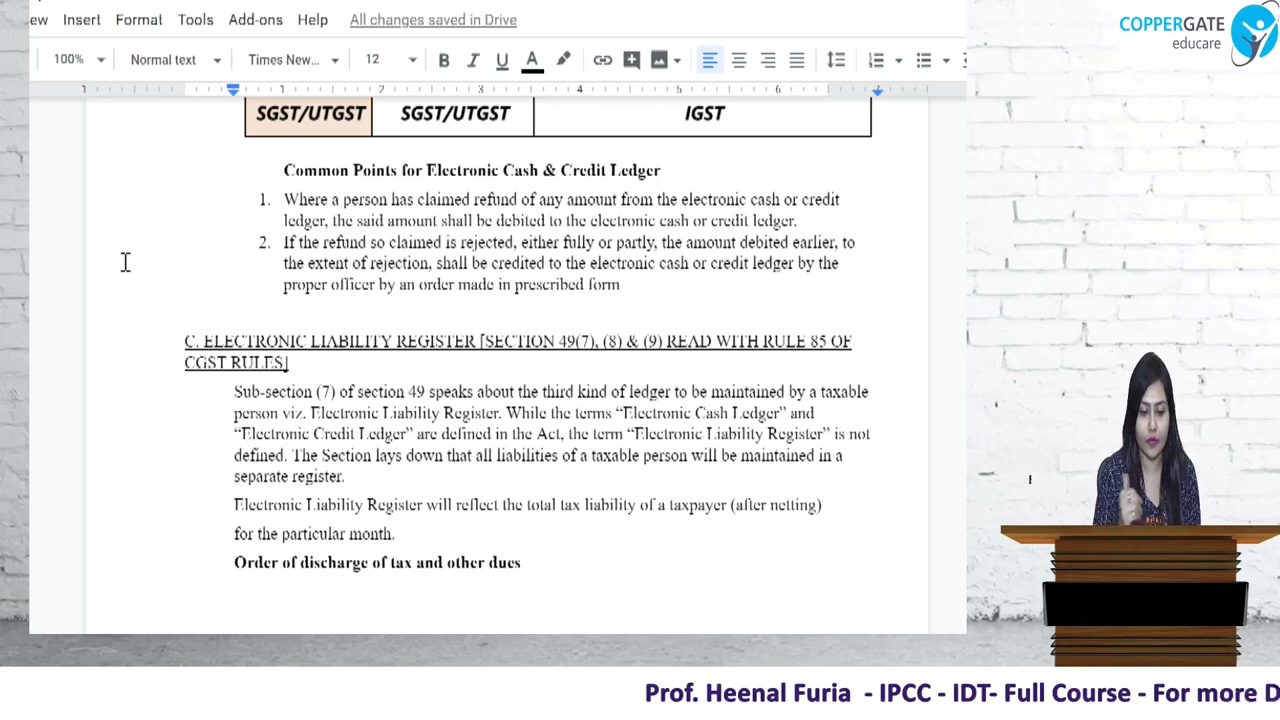 COPPERGATE
educare
ew Insert Format Tools Add-ons Help All changes saved in Drive
100% Normal text Times New... 12 B I U A
1 1 2 3 4 5 6 7
SGST/UTGST SGST/UTGST IGST
Common Points for Electronic Cash & Credit Ledger
1. Where a person has claimed refund of any amount from the electronic cash or credit
ledger, the said amount shall be debited to the electronic cash or credit ledger.
2. If the refund so claimed is rejected, either fully or partly, the amount debited earlier, to
the extent of rejection, shall be credited to the electronic cash or credit ledger by the
proper officer by an order made in prescribed form
C. ELECTRONIC LIABILITY REGISTER [SECTION 49(7), (8) & (9) READ WITH RULE 85 OF
CGST RULES]
Sub-section (7) of section 49 speaks about the third kind of ledger to be maintained by a taxable
person viz. Electronic Liability Register. While the terms “Electronic Cash Ledger” and
“Electronic Credit Ledger” are defined in the Act, the term “Electronic Liability Register” is not
defined. The Section lays down that all liabilities of a taxable person will be maintained in a
separate register.
Electronic Liability Register will reflect the total tax liability of a taxpayer (after netting)
for the particular month.
Order of discharge of tax and other dues
Prof. Heenal Furia - IPCC - IDT- Full Course - For more D